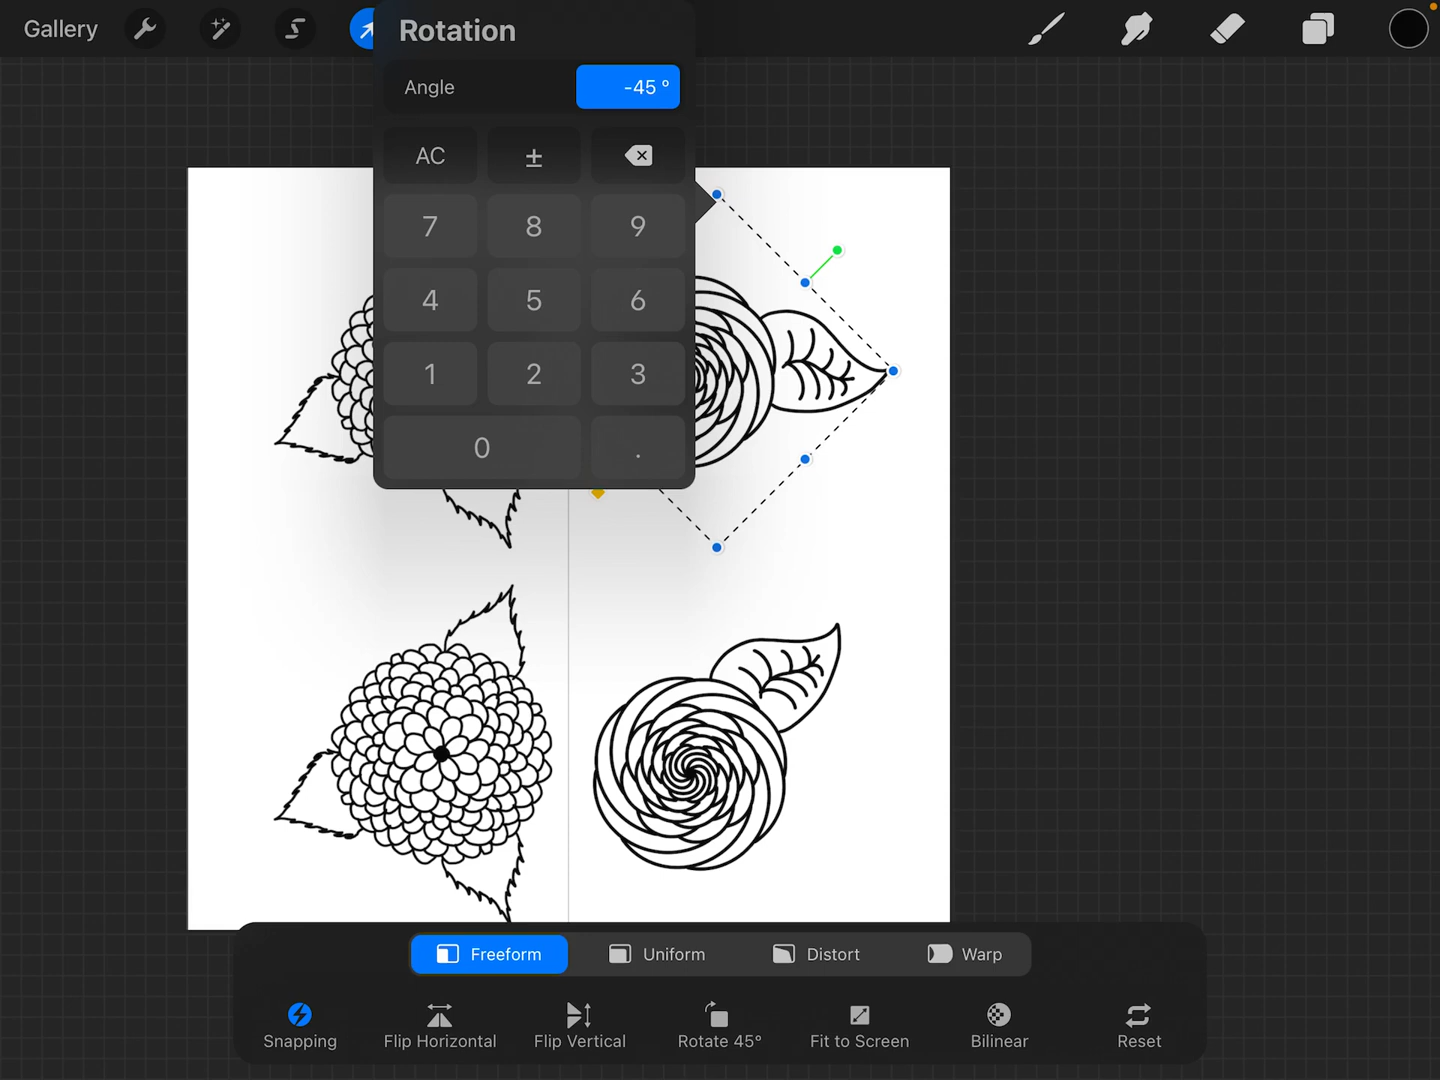 Gallery
Rotation
Angle -45 °
AC ±
7 8 9
4 5 6
1 2 3
0 .
Freeform Uniform Distort Warp
Snapping Flip Horizontal Flip Vertical Rotate 45° Fit to Screen Bilinear Reset